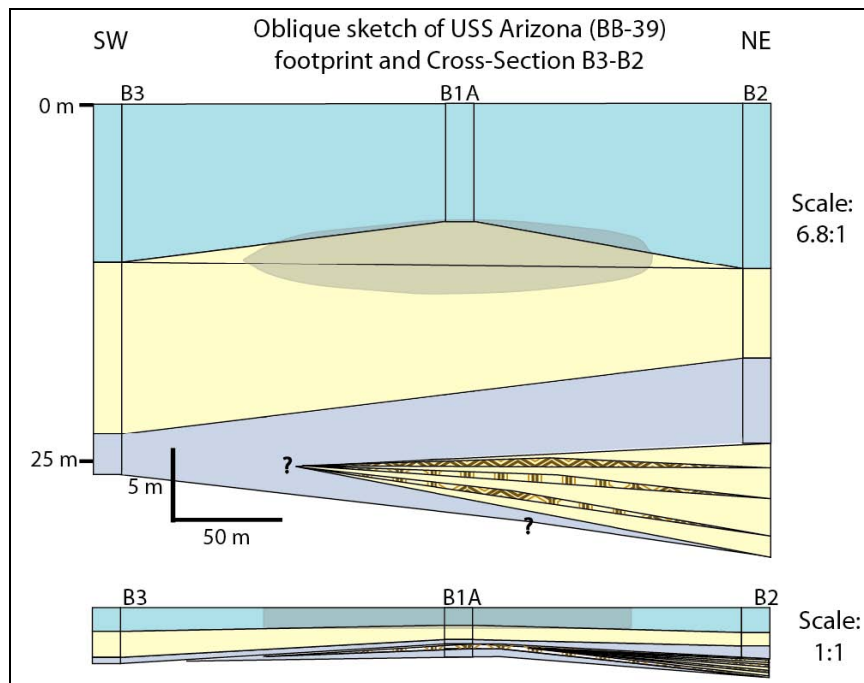 Oblique sketch of USS Arizona (BB-39)
footprint and Cross-Section B3-B2
SW
NE
B3
B1A
B2
0 m
Scale:
6.8:1
25 m
5 m
50 m
?
?
B3
B1A
B2
Scale:
1:1